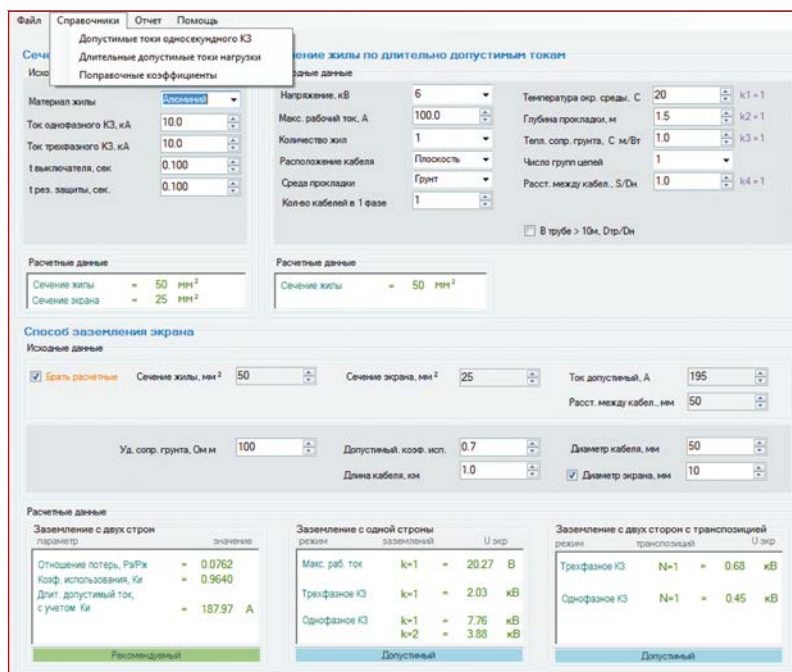 Файл Справочники Отчет Помощь
Допустимые токи односекундного КЗ
Длительные допустимые токи нагрузки
Поправочные коэффициенты
ние жилы по длительно допустимым токам
Материал жилы Алюминий
Ток однофазного КЗ, кА 10.0
Ток трехфазного КЗ, кА 10.0
t выключателя, сек 0.100
t рез. защиты, сек. 0.100
Напряжение, кВ 6
Макс. рабочий ток, А 100.0
Количество жил 1
Расположение кабеля Плоскость
Среда прокладки Грунт
Кол-во кабелей в 1 фазе 1
Температура окр. среды, С 20 k1 = 1
Глубина прокладки, м 1.5 k2 = 1
Тепл. сопр. грунта, С м/Вт 1.0 k3 = 1
Число групп цепей 1
Расст. между кабел., S/Dн 1.0 k4 = 1
В трубе > 10м, Dтр/Dн
Расчетные данные
Сечение жилы = 50 мм²
Сечение экрана = 25 мм²
Расчетные данные
Сечение жилы = 50 мм²
Способ заземления экрана
Исходные данные
Брать расчетные Сечение жилы, мм² 50 Сечение экрана, мм² 25 Ток допустимый, А 195
Расст. между кабел., мм 50
Уд. сопр. грунта, Ом м 100 Допустимый. коэф. исп. 0.7 Диаметр кабеля, мм 50
Длина кабеля, км 1.0 Диаметр экрана, мм 10
Расчетные данные
Заземление с двух строн
параметр значение
Отношение потерь, Рэ/Рж = 0.0762
Коэф. использования, Ки = 0.9640
Длит. допустимый ток,
с учетом Ки = 187.97 А
Рекомендуемый
Заземление с одной строны
режим заземлений U экр
Макс. раб. ток k=1 = 20.27 В
Трехфазное КЗ k=1 = 2.03 кВ
Однофазное КЗ k=1 = 7.76 кВ
k=2 = 3.88 кВ
Допустимый
Заземление с двух сторон с транспозицией
режим транспозиций U экр
Трехфазное КЗ N=1 = 0.68 кВ
Однофазное КЗ N=1 = 0.45 кВ
Допустимый